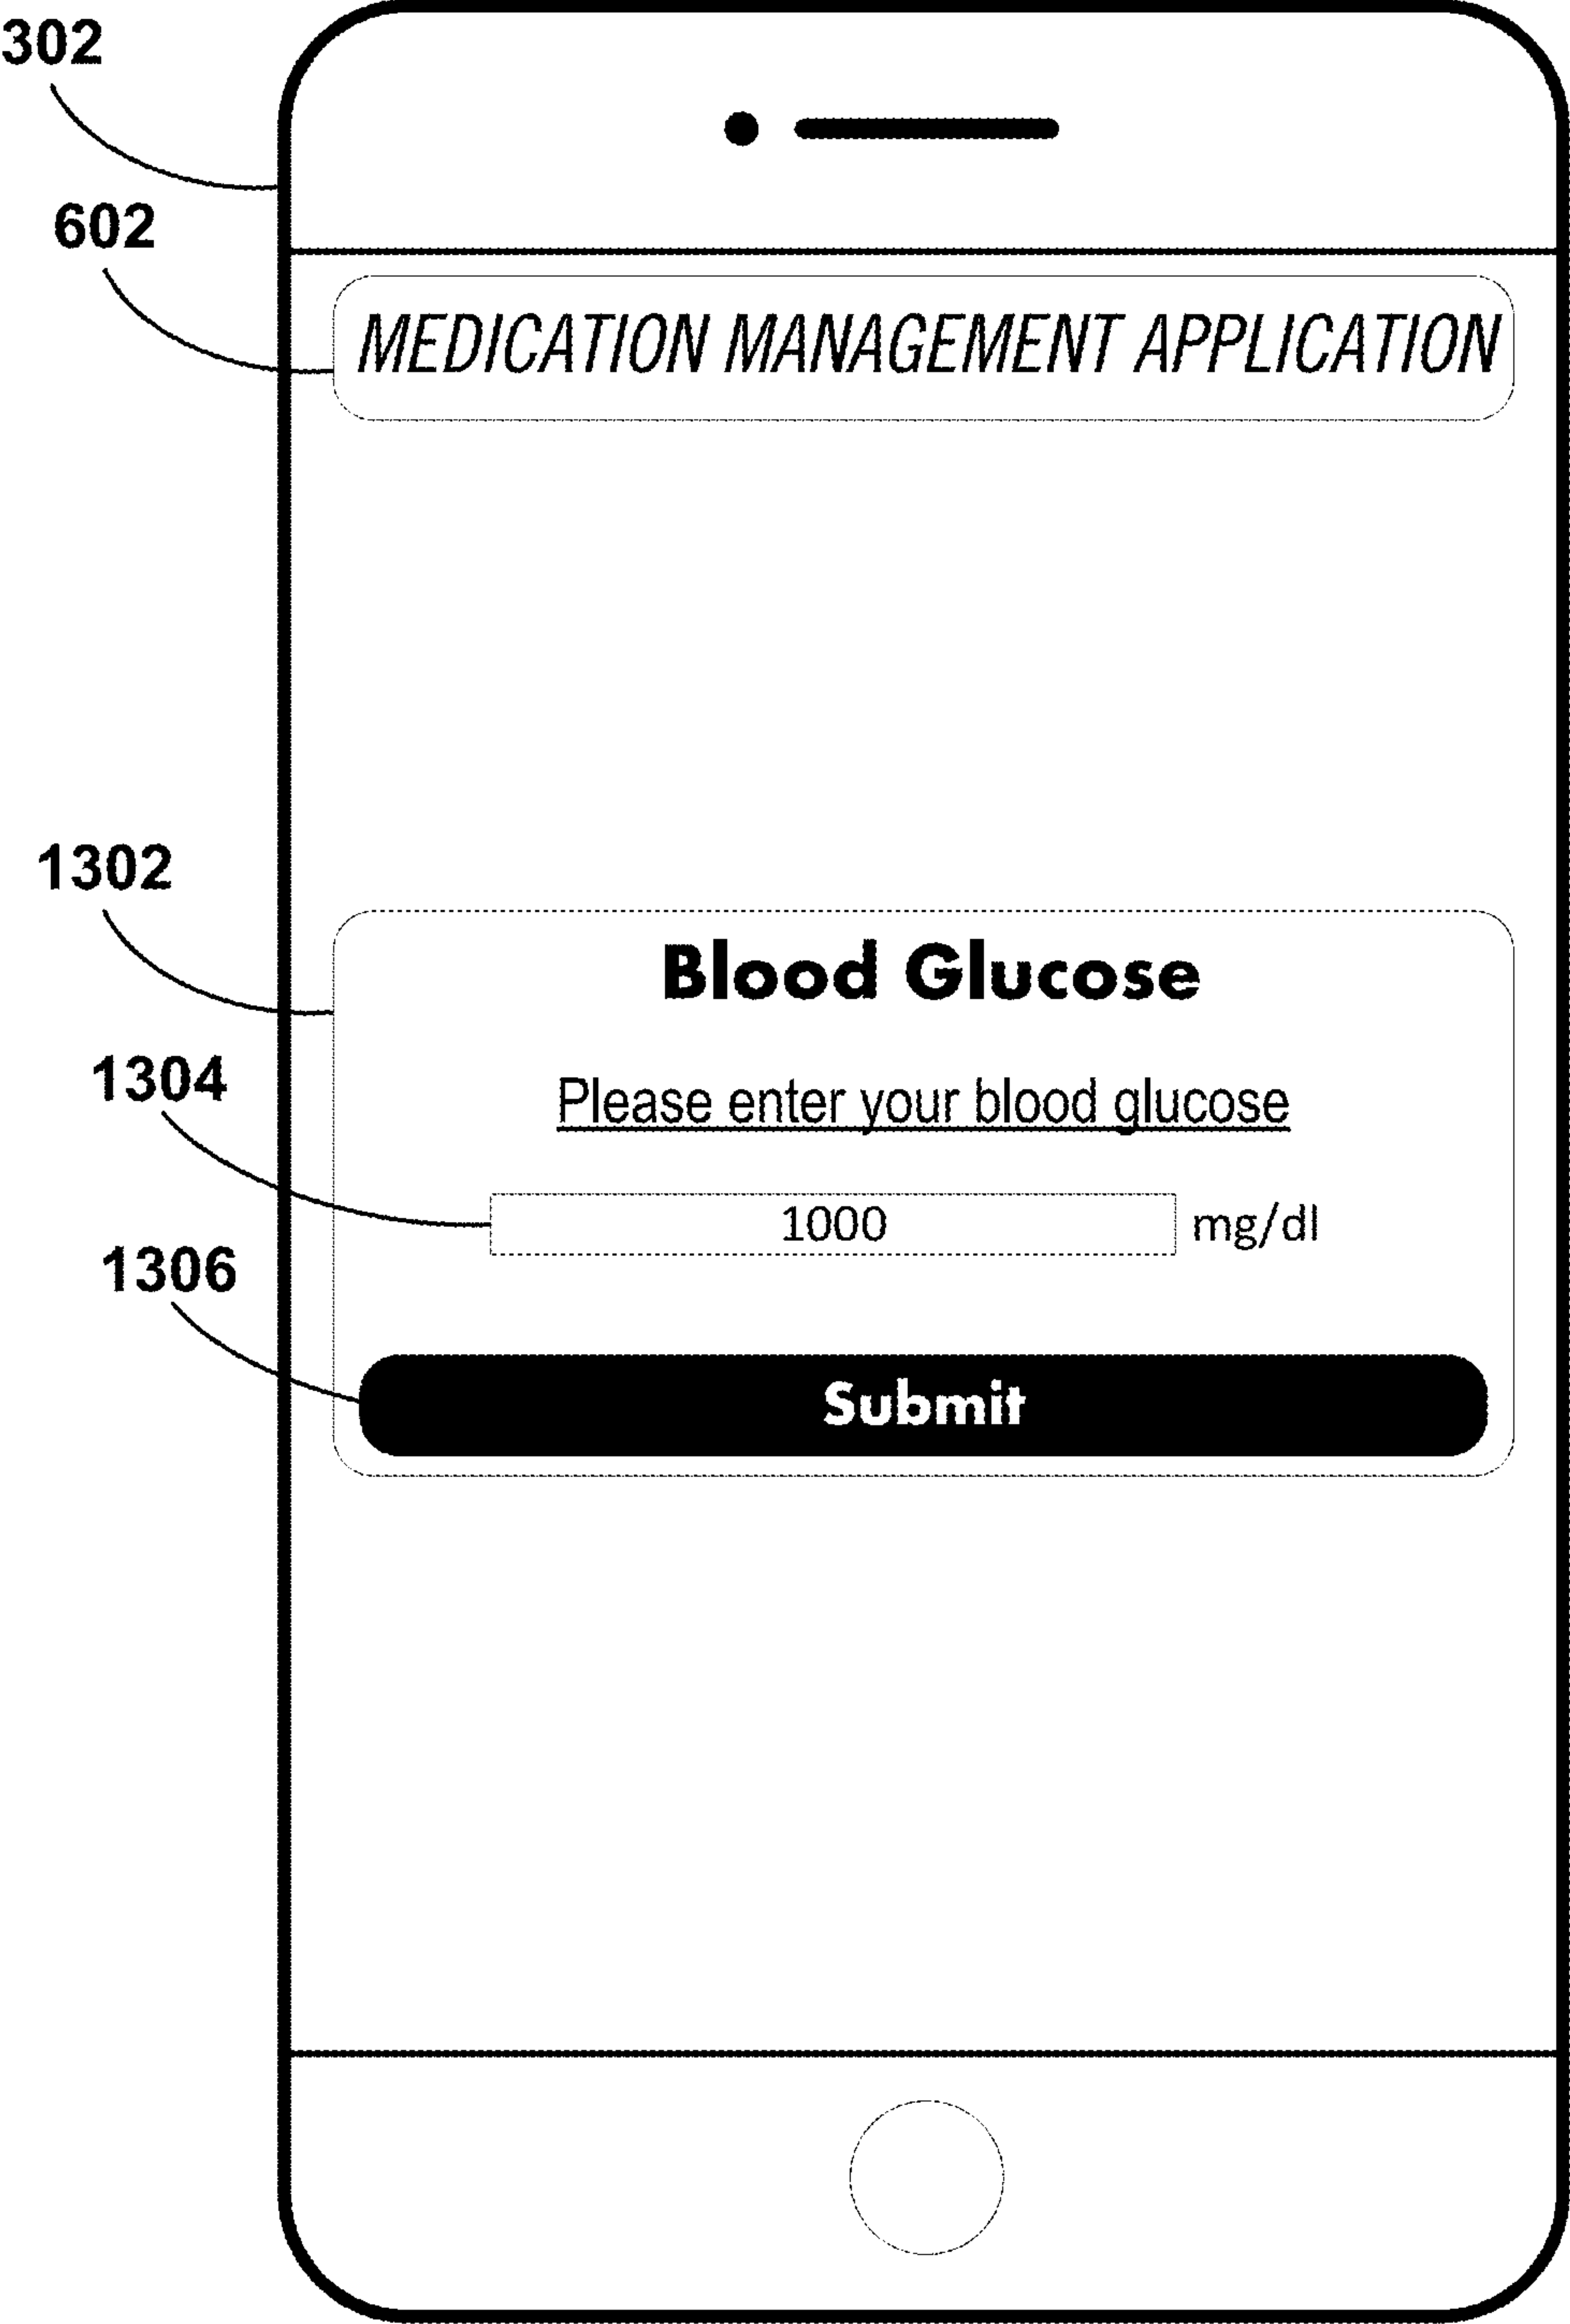 302
602
MEDICATION MANAGEMENT APPLICATION
1302
Blood Glucose
1304
Please enter your blood glucose
1000 mg/dl
1306
Submit